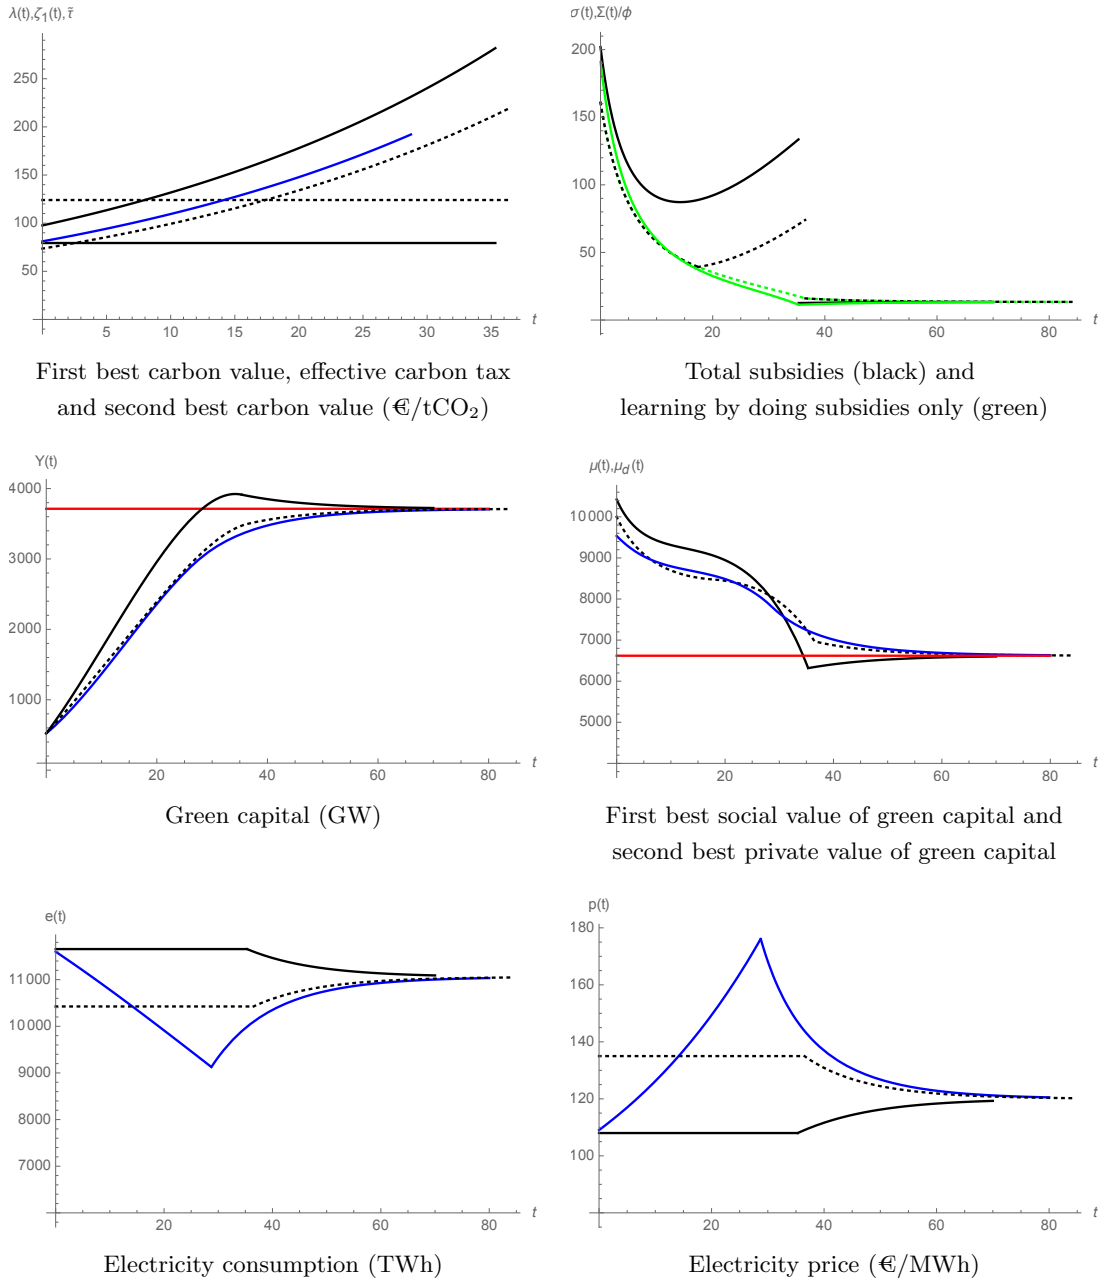 λ(t),ζ₁(t),τ̃
250
200
150
100
50
5 10 15 20 25 30 35 t
First best carbon value, effective carbon tax
and second best carbon value (€/tCO₂)
σ(t),Σ(t)/ϕ
200
150
100
50
20 40 60 80 t
Total subsidies (black) and
learning by doing subsidies only (green)
Y(t)
4000
3000
2000
1000
20 40 60 80 t
Green capital (GW)
μ(t),μd(t)
10000
9000
8000
7000
6000
5000
20 40 60 80 t
First best social value of green capital and
second best private value of green capital
e(t)
11000
10000
9000
8000
7000
20 40 60 80 t
Electricity consumption (TWh)
p(t)
180
160
140
120
100
20 40 60 80 t
Electricity price (€/MWh)